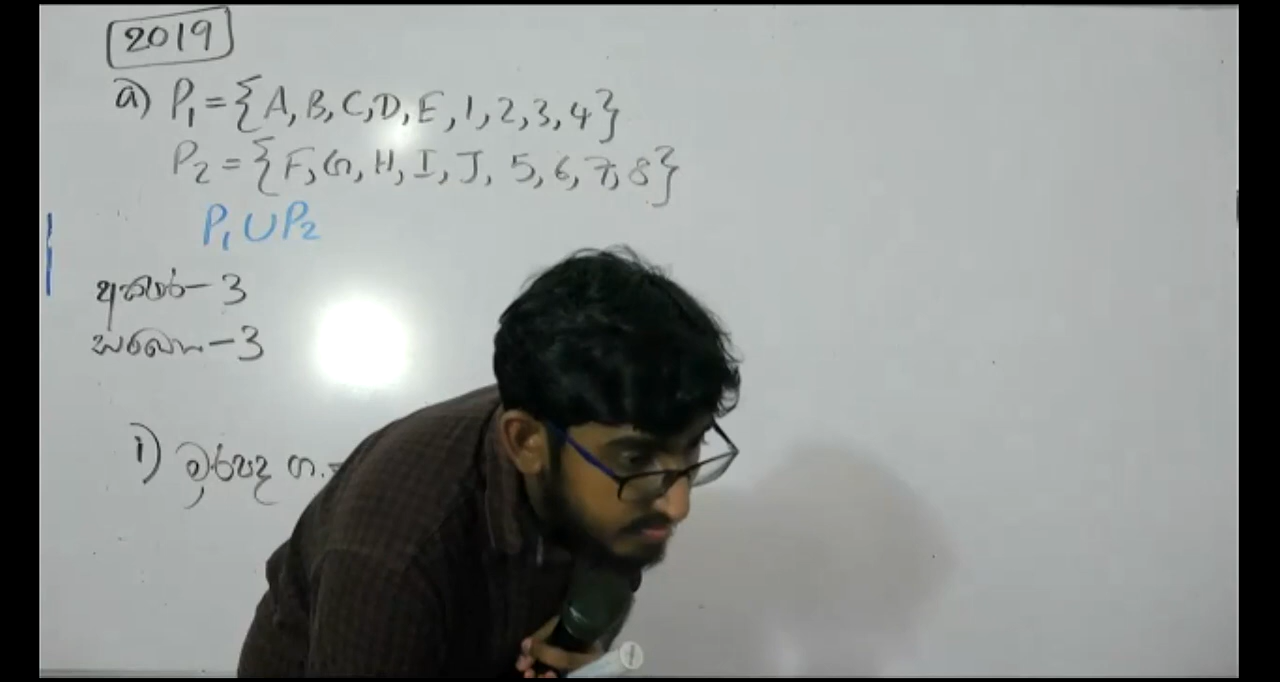 2019
a) P₁ = {A, B, C, D, E, 1, 2, 3, 4}
P₂ = {F, G, H, I, J, 5, 6, 7, 8}
P₁ ∪ P₂
අකුරු - 3
සංඛ්‍යා - 3
i) මුරපද ග. =